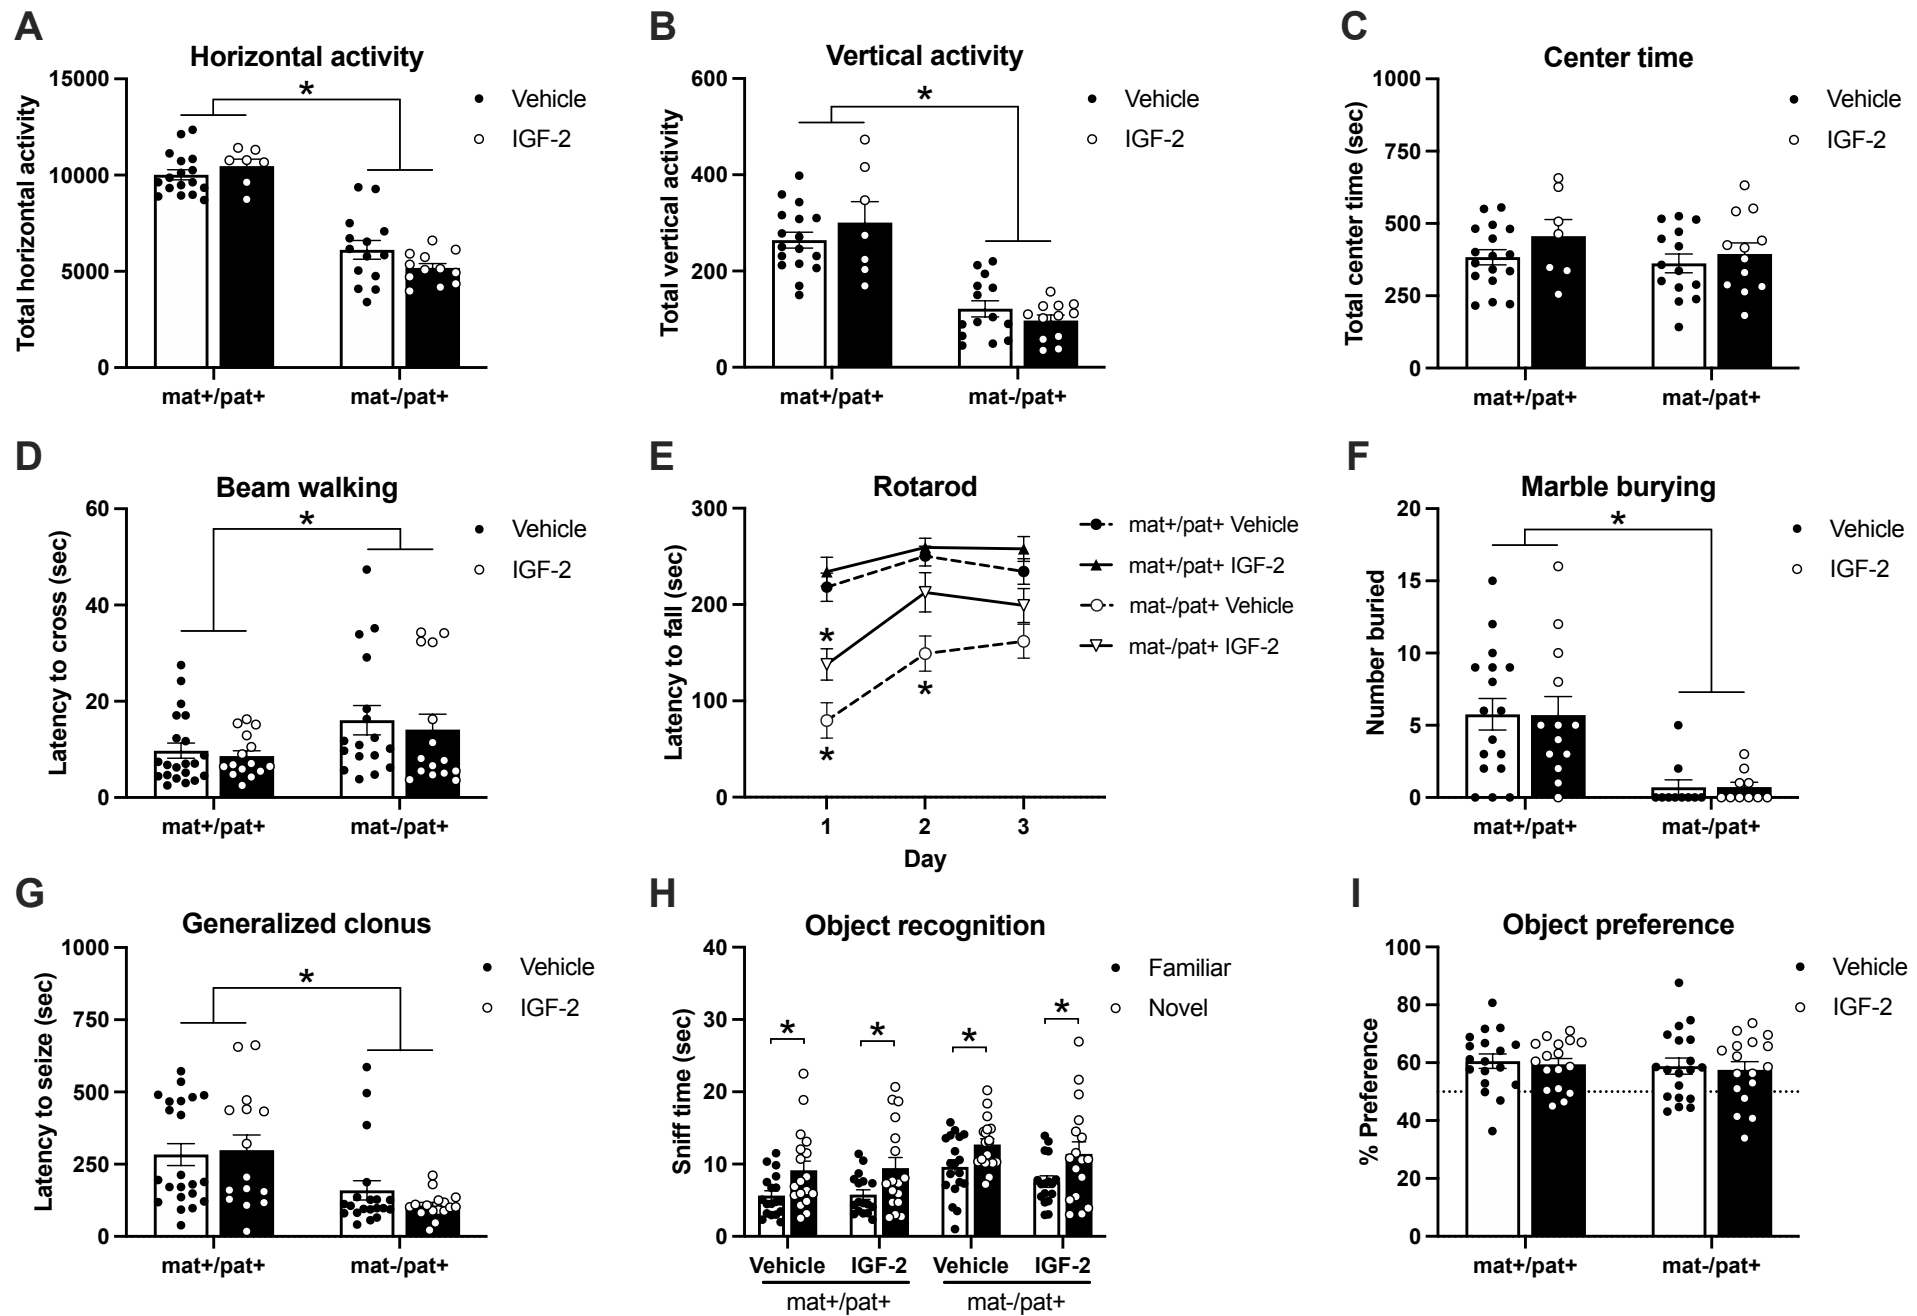 A
Horizontal activity
Total horizontal activity
15000
10000
5000
0
*
Vehicle
IGF-2
mat+/pat+
mat-/pat+
B
Vertical activity
Total vertical activity
600
400
200
0
*
Vehicle
IGF-2
mat+/pat+
mat-/pat+
C
Center time
Total center time (sec)
1000
750
500
250
0
Vehicle
IGF-2
mat+/pat+
mat-/pat+
D
Beam walking
Latency to cross (sec)
60
40
20
0
*
Vehicle
IGF-2
mat+/pat+
mat-/pat+
E
Rotarod
Latency to fall (sec)
300
200
100
0
*
*
*
1
2
3
Day
mat+/pat+ Vehicle
mat+/pat+ IGF-2
mat-/pat+ Vehicle
mat-/pat+ IGF-2
F
Marble burying
Number buried
20
15
10
5
0
*
Vehicle
IGF-2
mat+/pat+
mat-/pat+
G
Generalized clonus
Latency to seize (sec)
1000
750
500
250
0
*
Vehicle
IGF-2
mat+/pat+
mat-/pat+
H
Object recognition
Sniff time (sec)
40
30
20
10
0
* * * *
Familiar
Novel
Vehicle IGF-2 Vehicle IGF-2
mat+/pat+ mat-/pat+
I
Object preference
% Preference
100
80
60
40
20
0
Vehicle
IGF-2
mat+/pat+
mat-/pat+